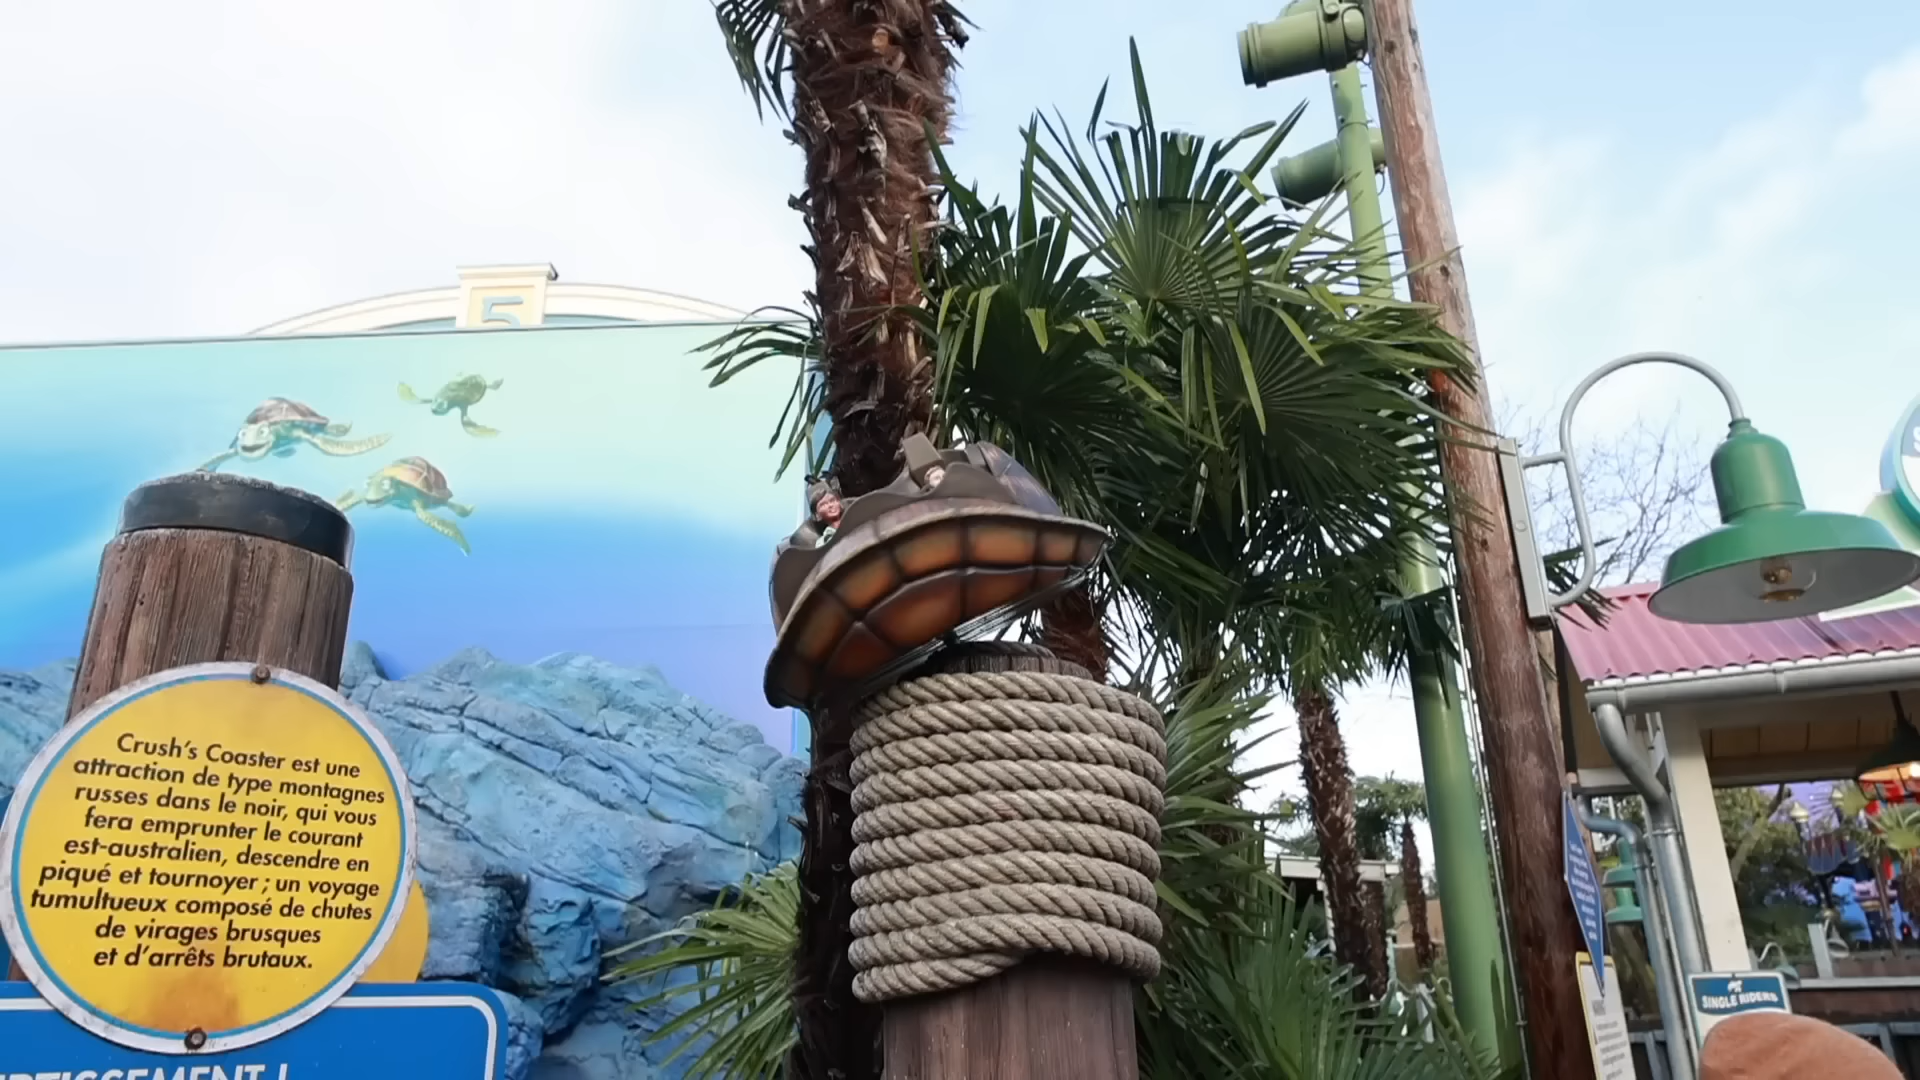 5
Crush's Coaster est une
attraction de type montagnes
russes dans le noir, qui vous
fera emprunter le courant
est-australien, descendre en
piqué et tournoyer ; un voyage
tumultueux composé de chutes
de virages brusques
et d'arrêts brutaux.
RTISSEMENT !
SINGLE RIDERS